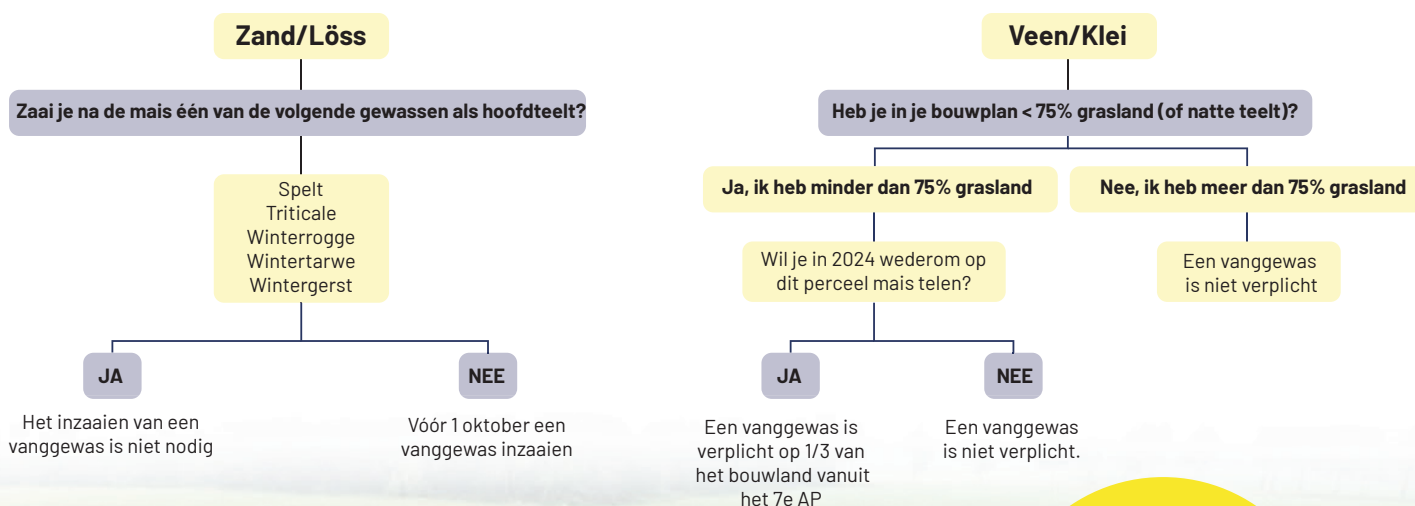 Zand/Löss
Zaai je na de mais één van de volgende gewassen als hoofdteelt?
Spelt
Triticale
Winterrogge
Wintertarwe
Wintergerst
JA
NEE
Het inzaaien van een
vanggewas is niet nodig
Vóór 1 oktober een
vanggewas inzaaien
Veen/Klei
Heb je in je bouwplan < 75% grasland (of natte teelt)?
Ja, ik heb minder dan 75% grasland
Nee, ik heb meer dan 75% grasland
Wil je in 2024 wederom op
dit perceel mais telen?
Een vanggewas
is niet verplicht
JA
NEE
Een vanggewas is
verplicht op 1/3 van
het bouwland vanuit
het 7e AP
Een vanggewas
is niet verplicht.